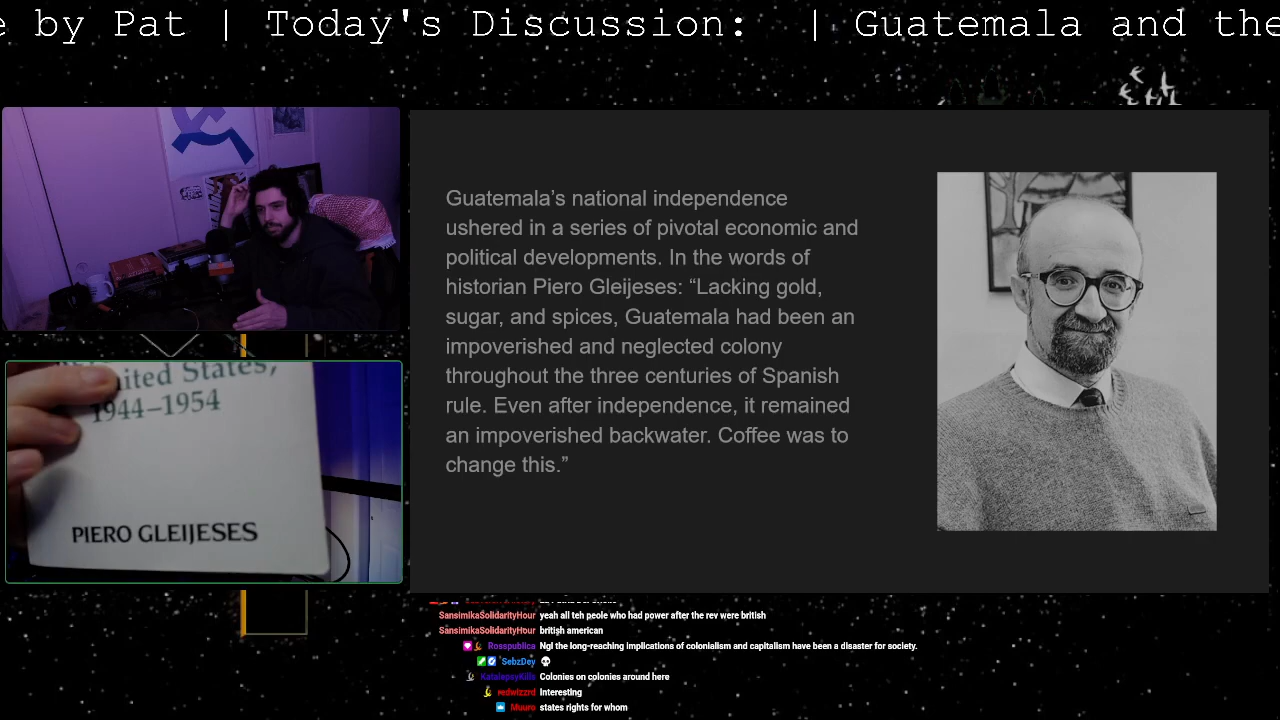 e by Pat | Today's Discussion: | Guatemala and the
Guatemala’s national independence
ushered in a series of pivotal economic and
political developments. In the words of
historian Piero Gleijeses: “Lacking gold,
sugar, and spices, Guatemala had been an
impoverished and neglected colony
throughout the three centuries of Spanish
rule. Even after independence, it remained
an impoverished backwater. Coffee was to
change this.”
United States,
1944–1954
PIERO GLEIJESES
SansimikaSolidarityHour yeah all teh peole who had power after the rev were british
SansimikaSolidarityHour british american
Rosspublica Ngl the long-reaching implications of colonialism and capitalism have been a disaster for society.
SebzDey 💀
KatalepsyKills Colonies on colonies around here
redwizzrd Interesting
Muuro states rights for whom